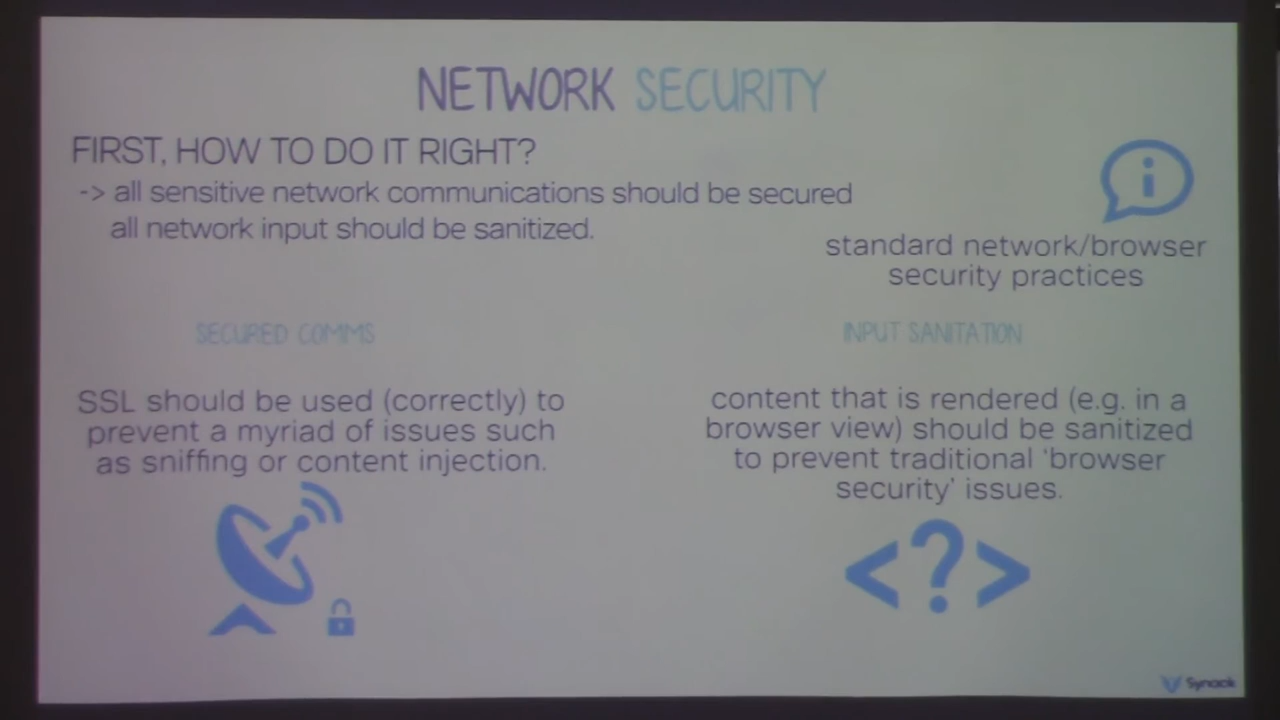 NETWORK SECURITY
FIRST, HOW TO DO IT RIGHT?
-> all sensitive network communications should be secured
all network input should be sanitized.
standard network/browser
security practices
SECURED COMMS
SSL should be used (correctly) to
prevent a myriad of issues such
as sniffing or content injection.
INPUT SANITATION
content that is rendered (e.g. in a
browser view) should be sanitized
to prevent traditional 'browser
security' issues.
<?>
Synack